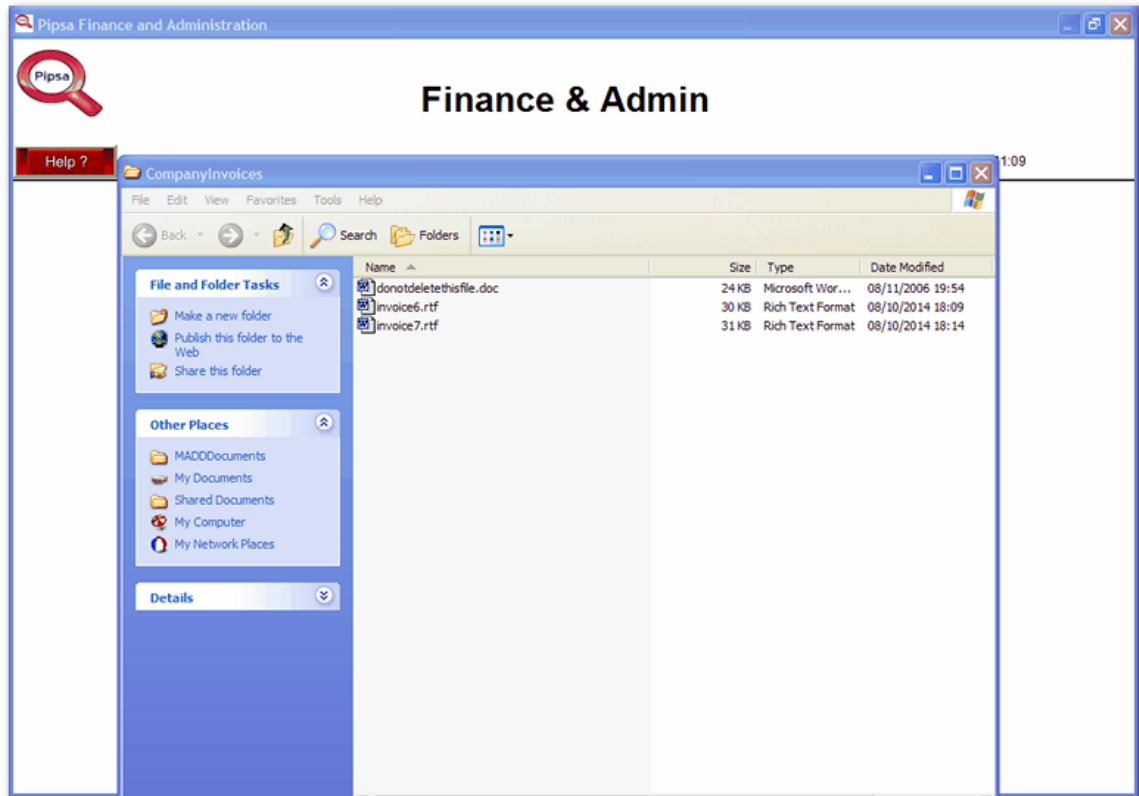 Pipsa Finance and Administration
Pipsa
Finance & Admin
Help ?
1:09
CompanyInvoices
File Edit View Favorites Tools Help
Back Search Folders
Name Size Type Date Modified
donotdeletethisfile.doc 24 KB Microsoft Wor... 08/11/2006 19:54
invoice6.rtf 30 KB Rich Text Format 08/10/2014 18:09
invoice7.rtf 31 KB Rich Text Format 08/10/2014 18:14
File and Folder Tasks
Make a new folder
Publish this folder to the
Web
Share this folder
Other Places
MADDDocuments
My Documents
Shared Documents
My Computer
My Network Places
Details